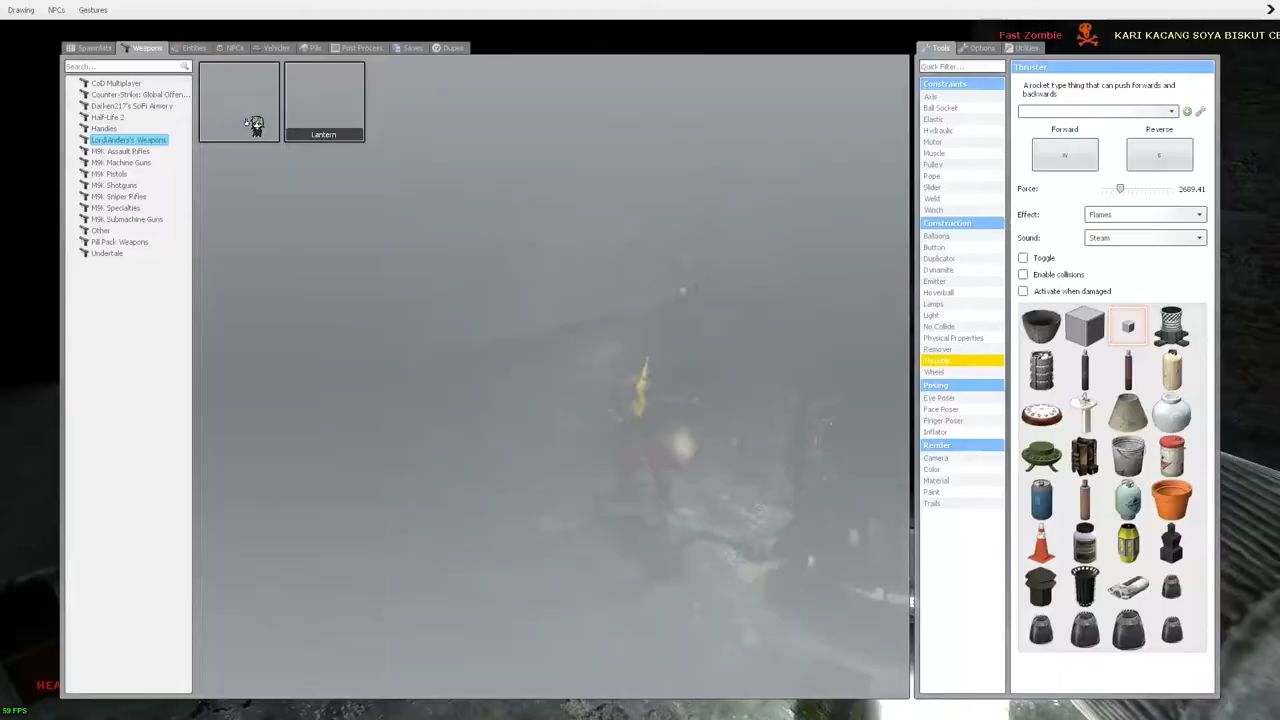 Drawing NPCs Gestures
Fast Zombie KARI KACANG SOYA BISKUT CE
Spawnlists Weapons Entities NPCs Vehicles Post Process Saves Dupes
Search...
CoD Multiplayer
Counter-Strike: Global Offen...
Darken217's SciFi Armory
Half-Life 2
Handies
M9K Assault Rifles
M9K Machine Guns
M9K Pistols
M9K Shotguns
M9K Sniper Rifles
M9K Specialties
M9K Submachine Guns
Other
Pill Pack Weapons
Undertale
Lantern
Tools Options Utilities
Quick Filter...
Constraints
Axis
Ball Socket
Elastic
Hydraulic
Motor
Muscle
Pulley
Rope
Slider
Weld
Winch
Construction
Balloons
Button
Duplicator
Dynamite
Emitter
Hoverball
Lamps
Light
No Collide
Physical Properties
Remover
Thruster
Wheel
Posing
Eye Poser
Face Poser
Finger Poser
Inflator
Render
Camera
Color
Material
Paint
Trails
Thruster
A rocket type thing that can push forwards and
backwards
Forward Reverse
W S
Force: 2689.41
Effect: Flames
Sound: Steam
Toggle
Enable collisions
Activate when damaged
HEA
59 FPS